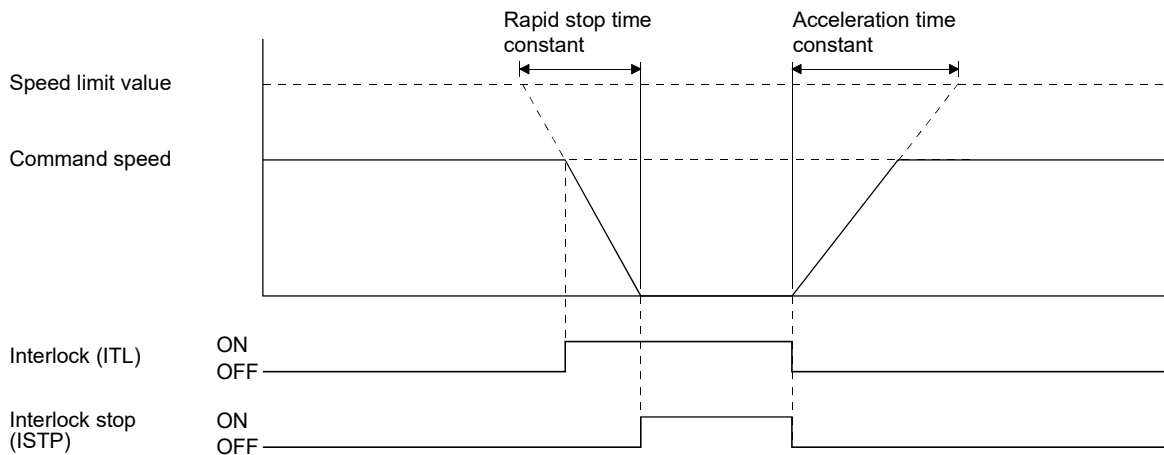 Rapid stop time
constant
Acceleration time
constant
Speed limit value
Command speed
Interlock (ITL)
ON
OFF
Interlock stop
(ISTP)
ON
OFF